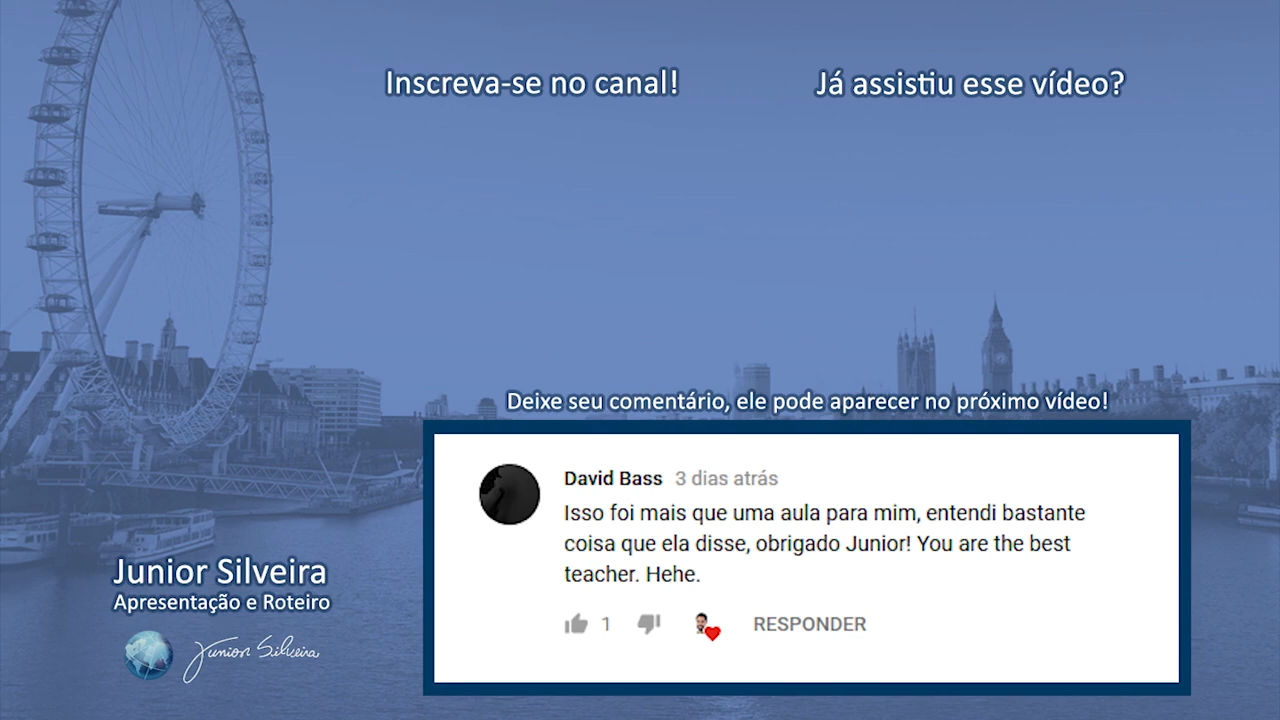 Inscreva-se no canal!
Já assistiu esse vídeo?
Deixe seu comentário, ele pode aparecer no próximo vídeo!
David Bass 3 dias atrás
Isso foi mais que uma aula para mim, entendi bastante
coisa que ela disse, obrigado Junior! You are the best
teacher. Hehe.
1 RESPONDER
Junior Silveira
Apresentação e Roteiro
Junior Silveira